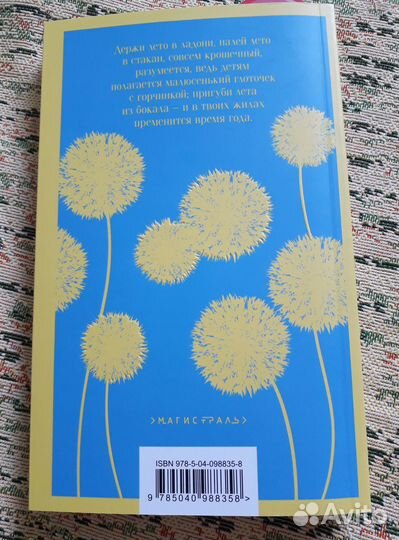 Держи лето в ладони, налей лето
в стакан, совсем крошечный,
разумеется, ведь детям
полагается малюсенький глоточек
с горчинкой; пригуби лета
из бокала — и в твоих жилах
пременится время года.
›МАГИСТРАЛЬ‹
ISBN 978-5-04-098835-8
9 785040 988358 >
Avito